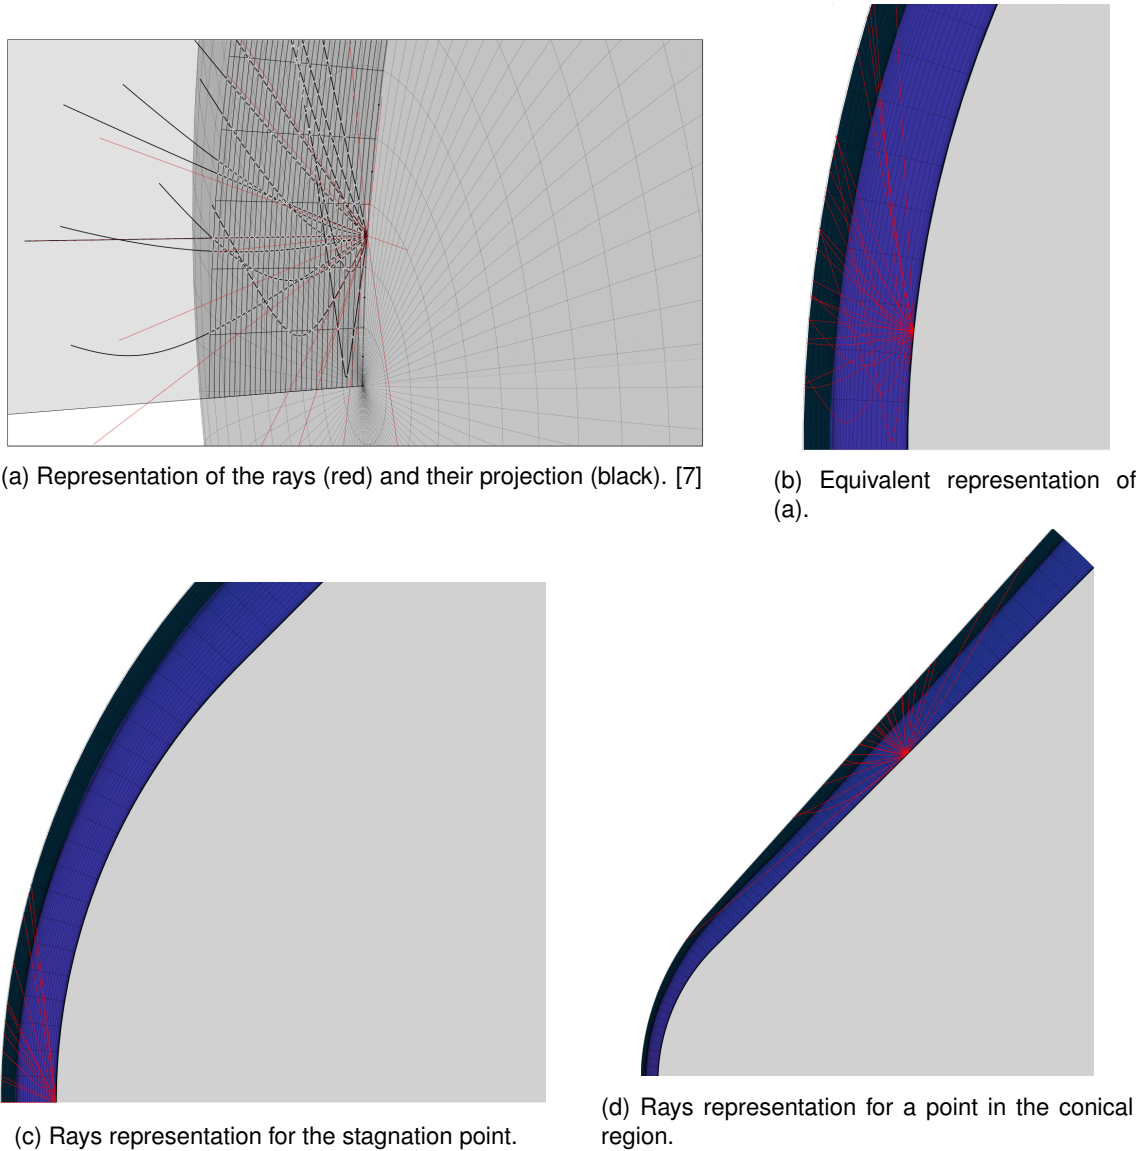 (a) Representation of the rays (red) and their projection (black). [7]
(b) Equivalent representation of
(a).
(c) Rays representation for the stagnation point.
(d) Rays representation for a point in the conical
region.